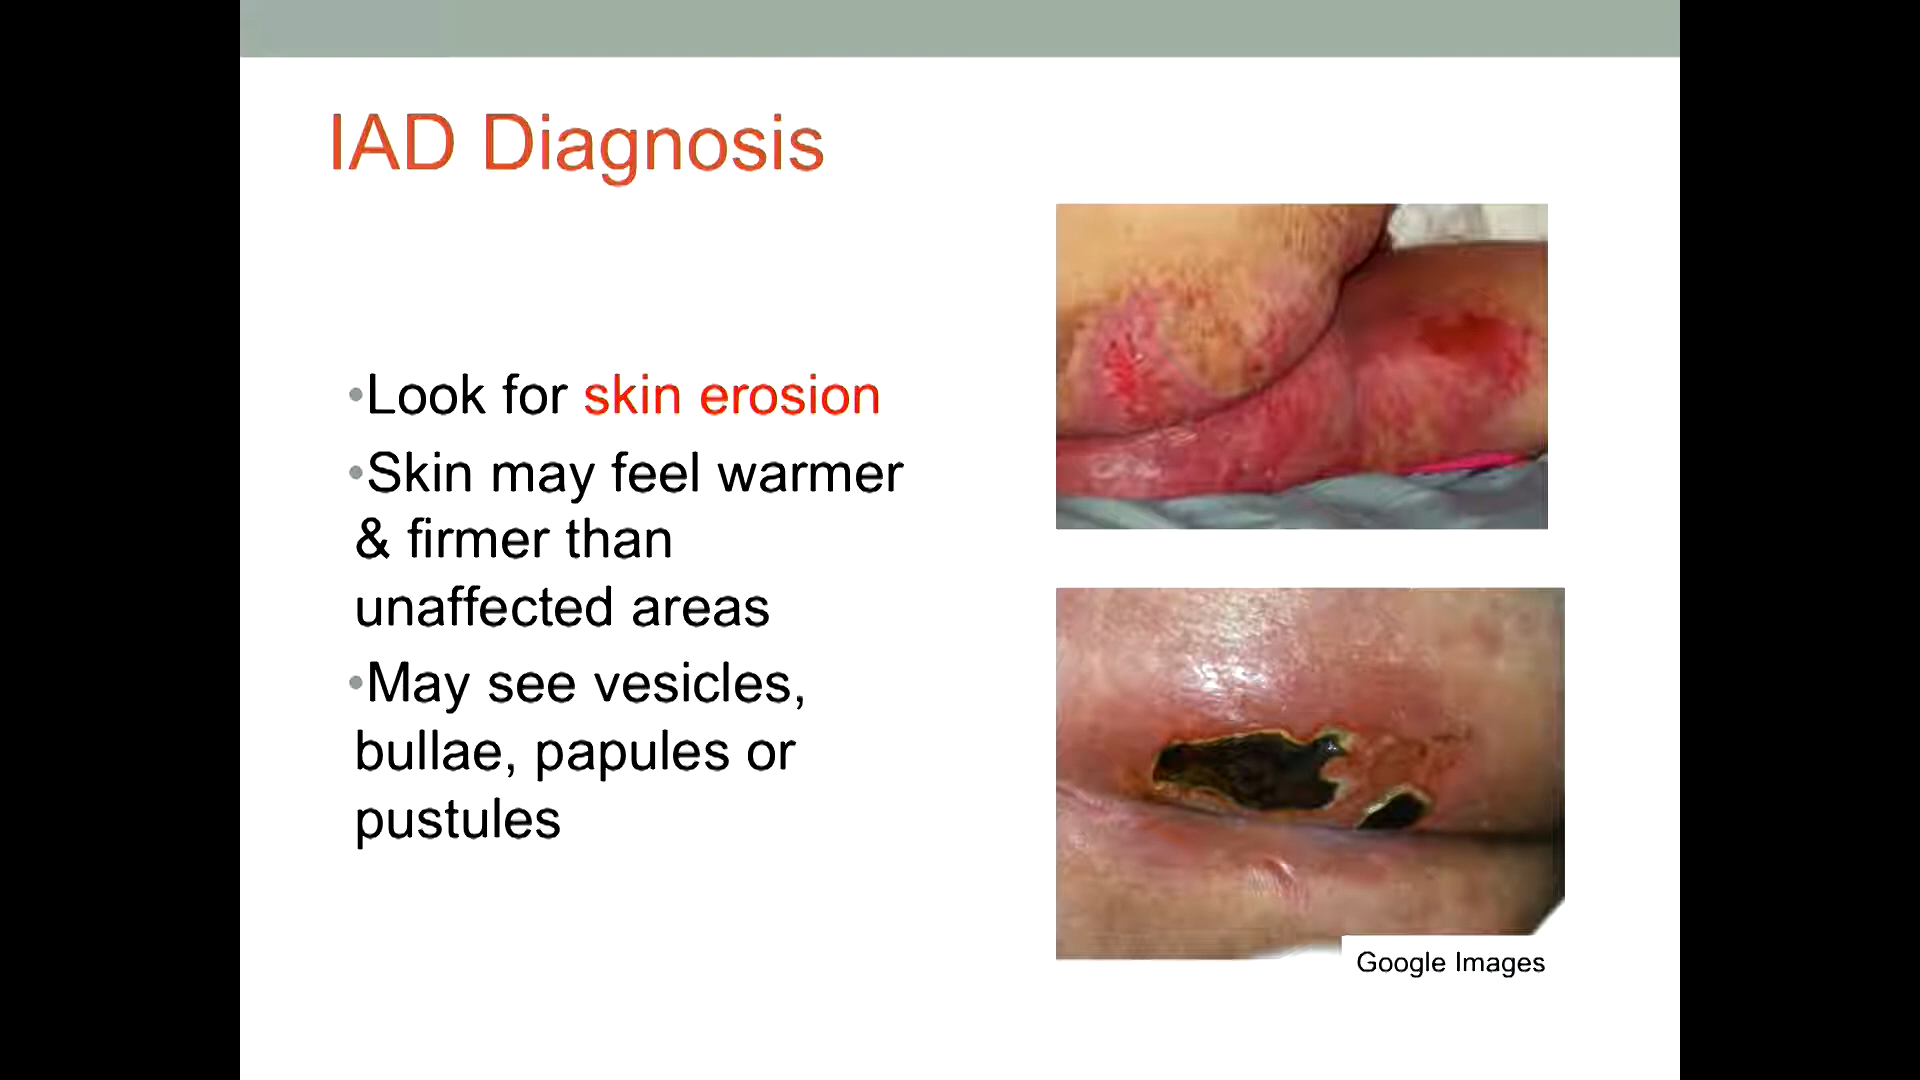 IAD Diagnosis
•Look for skin erosion
•Skin may feel warmer
& firmer than
unaffected areas
•May see vesicles,
bullae, papules or
pustules
Google Images